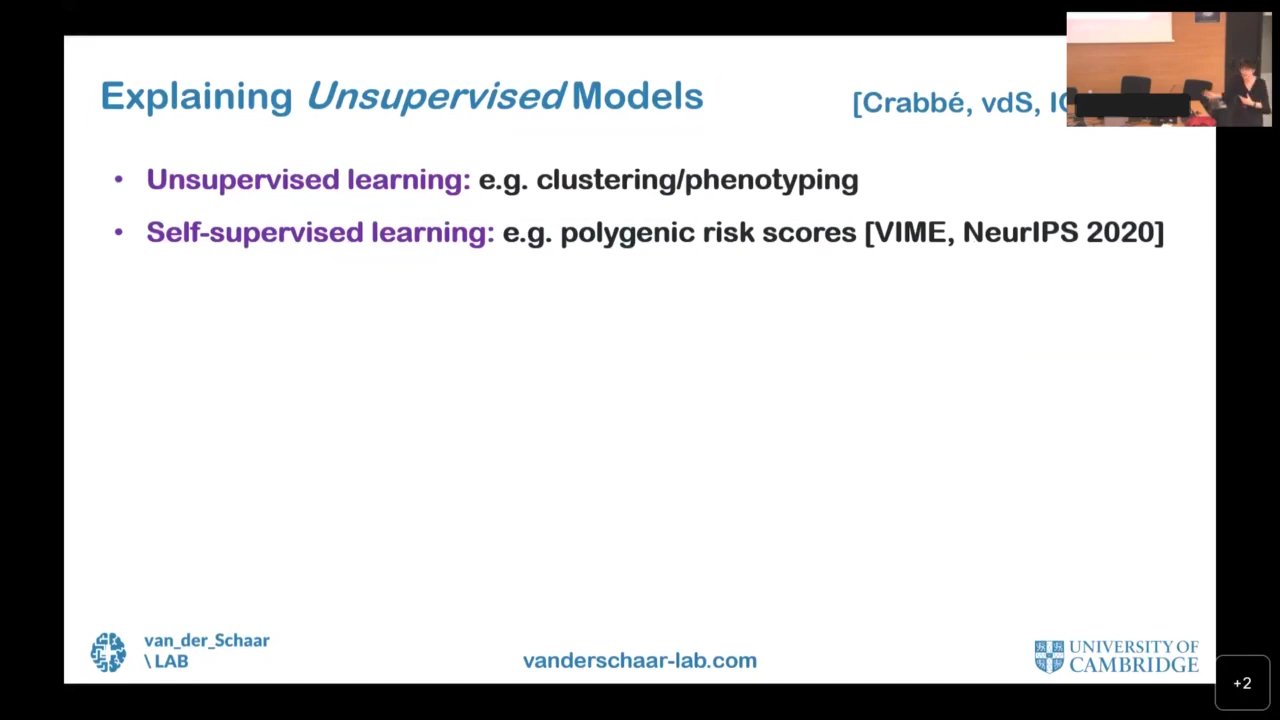 Explaining Unsupervised Models
[Crabbé, vdS,
• Unsupervised learning: e.g. clustering/phenotyping
• Self-supervised learning: e.g. polygenic risk scores [VIME, NeurIPS 2020]
van_der_Schaar
\ LAB
vanderschaar-lab.com
UNIVERSITY OF
CAMBRIDGE
+2